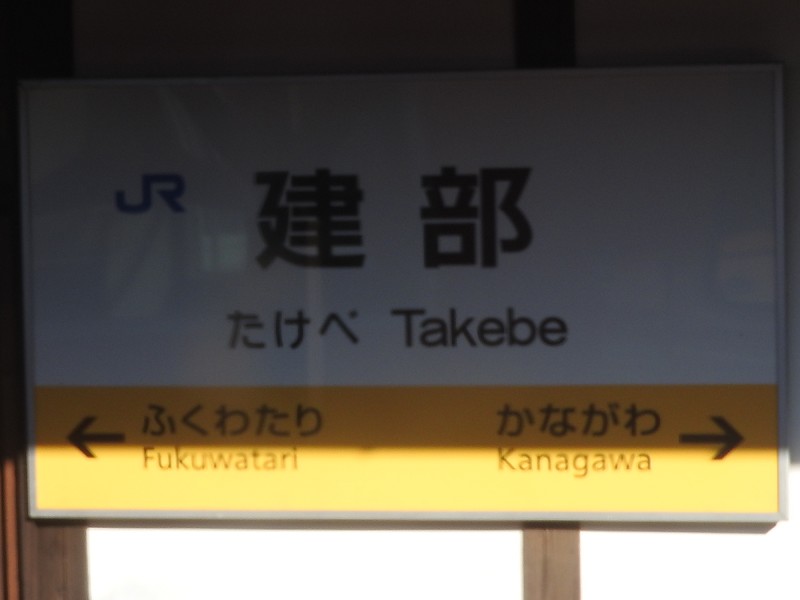 JR 建部
たけべ Takebe
← ふくわたり かながわ →
Fukuwatari Kanagawa